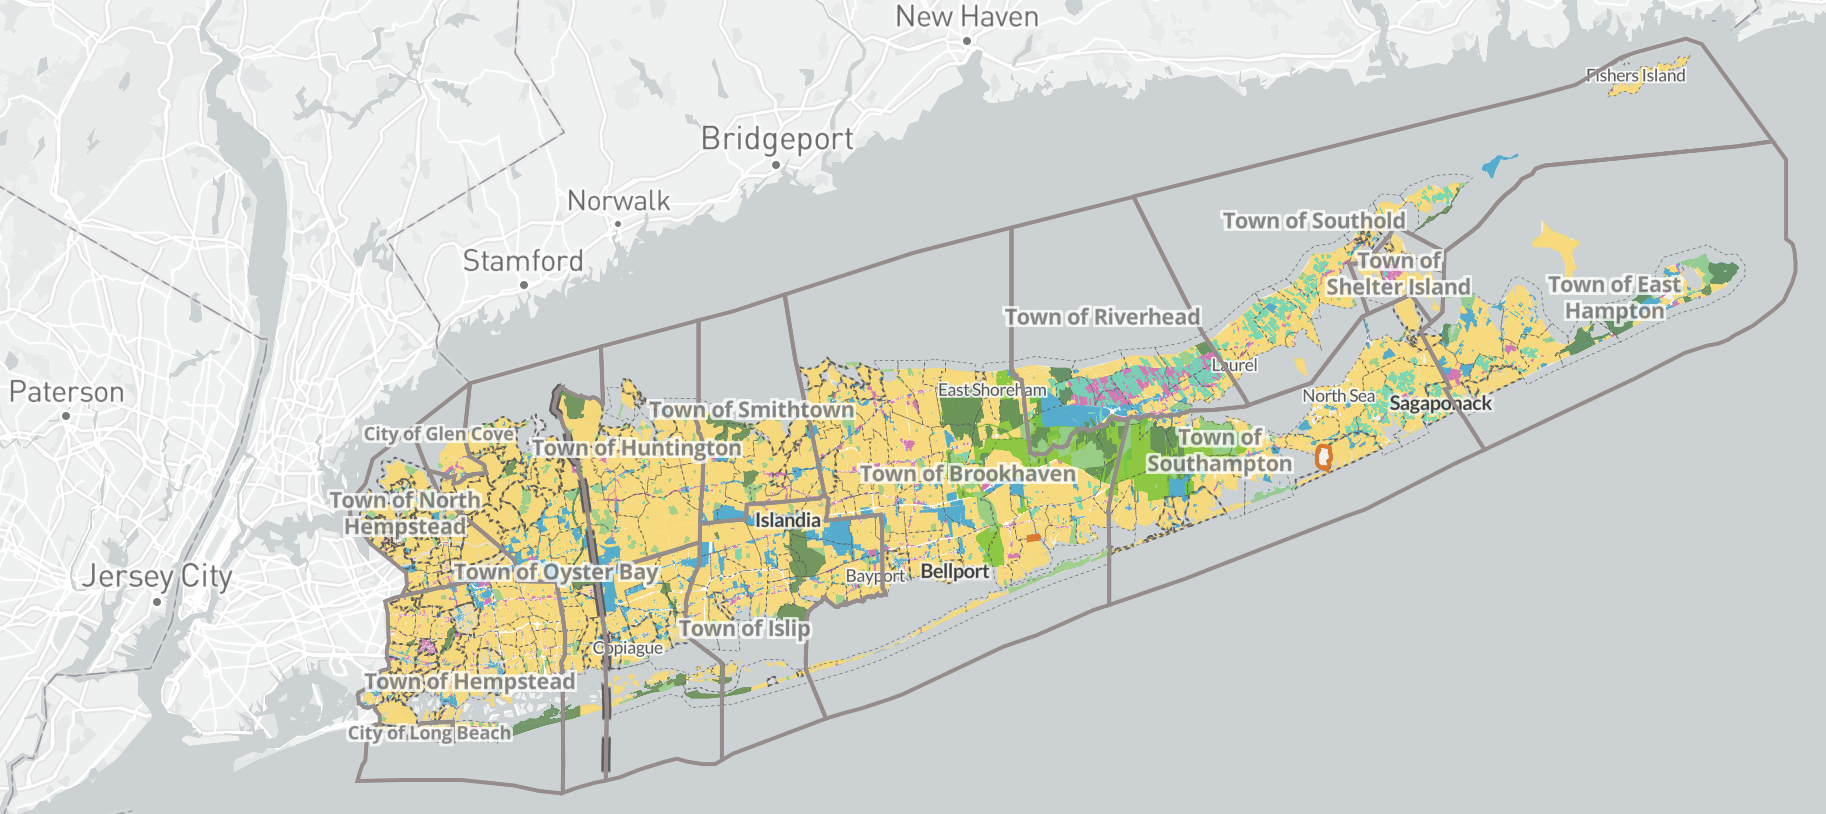 New Haven
Fishers Island
Bridgeport
Norwalk
Town of Southold
Stamford
Town of
Shelter Island
Town of East
Hampton
Town of Riverhead
Laurel
Paterson
East Shoreham
North Sea
Sagaponack
Town of Smithtown
City of Glen Cove
Town of Huntington
Town of
Southampton
Town of Brookhaven
Town of North
Hempstead
Islandia
Jersey City
Town of Oyster Bay
Bayport
Bellport
Town of Islip
Copiague
Town of Hempstead
City of Long Beach